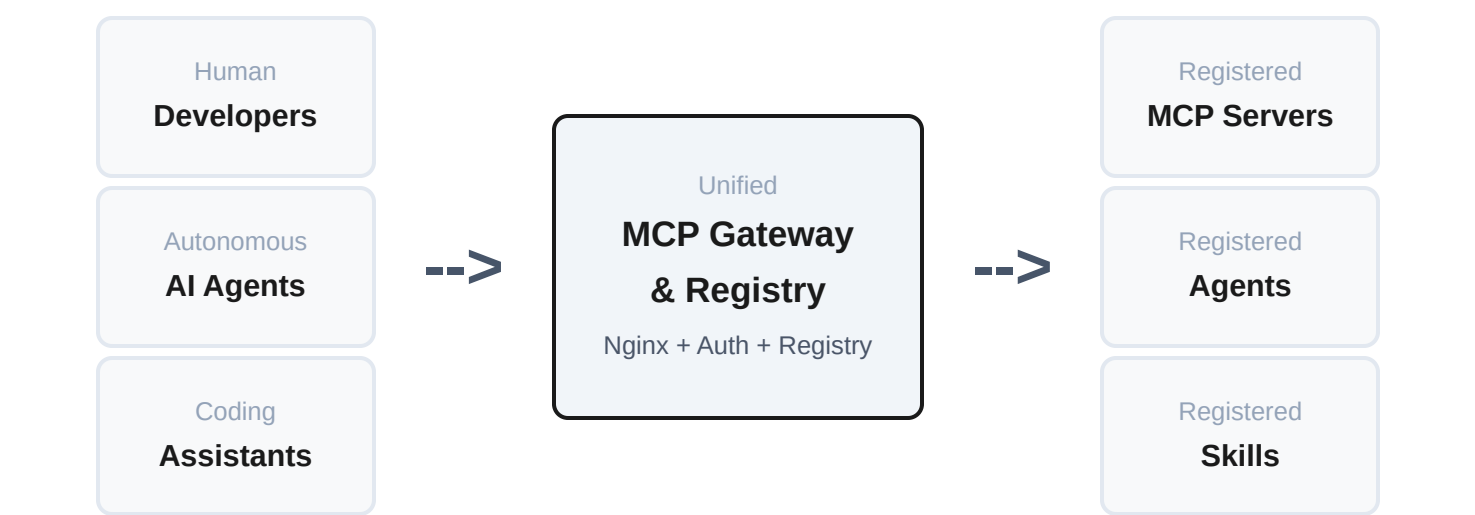 Human
Developers
Autonomous
AI Agents
Coding
Assistants
-->
Unified
MCP Gateway
& Registry
Nginx + Auth + Registry
-->
Registered
MCP Servers
Registered
Agents
Registered
Skills